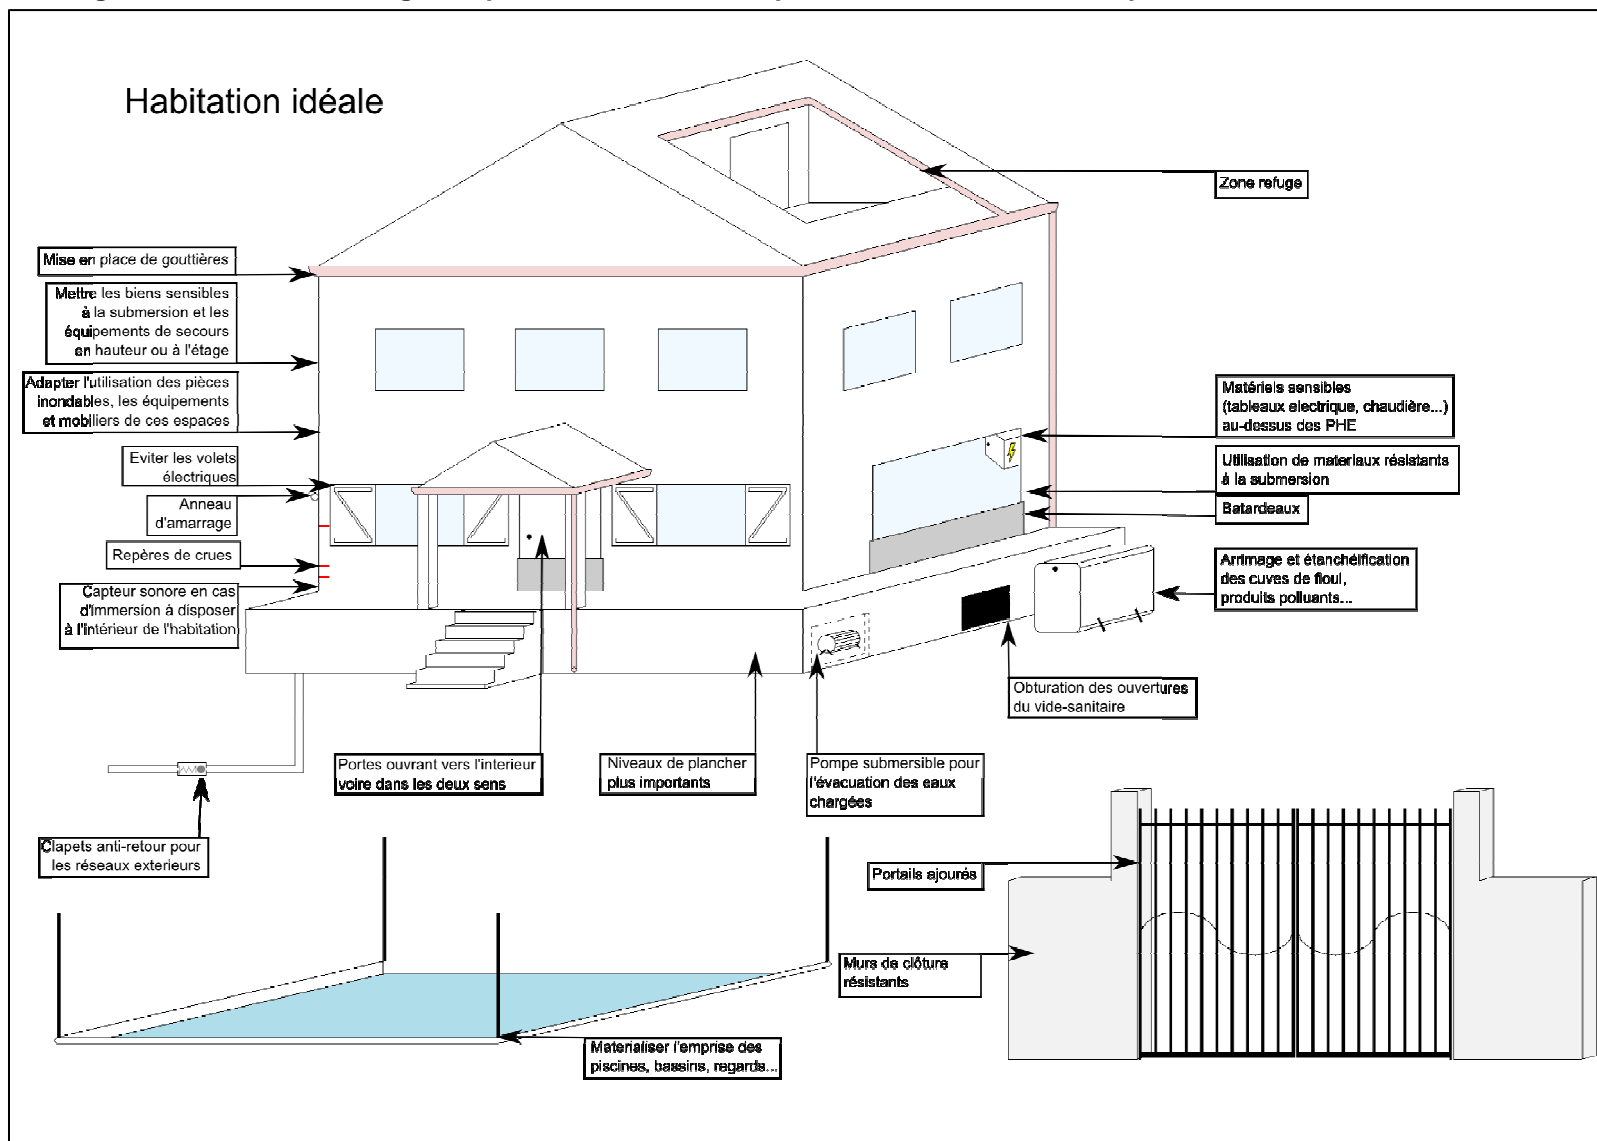 Habitation idéale
Zone refuge
Mise en place de gouttières
Mettre les biens sensibles
à la submersion et les
équipements de secours
en hauteur ou à l'étage
Adapter l'utilisation des pièces
inondables, les équipements
et mobiliers de ces espaces
Eviter les volets
électriques
Anneau
d'amarrage
Repères de crues
Capteur sonore en cas
d'immersion à disposer
à l'intérieur de l'habitation
Matériels sensibles
(tableaux electrique, chaudière...)
au-dessus des PHE
Utilisation de materiaux résistants
à la submersion
Batardeaux
Arrimage et étanchéification
des cuves de fioul,
produits polluants...
Obturation des ouvertures
du vide-sanitaire
Portes ouvrant vers l'interieur
voire dans les deux sens
Niveaux de plancher
plus importants
Pompe submersible pour
l'évacuation des eaux
chargées
Clapets anti-retour pour
les réseaux exterieurs
Portails ajourés
Murs de clôture
résistants
Materialiser l'emprise des
piscines, bassins, regards...